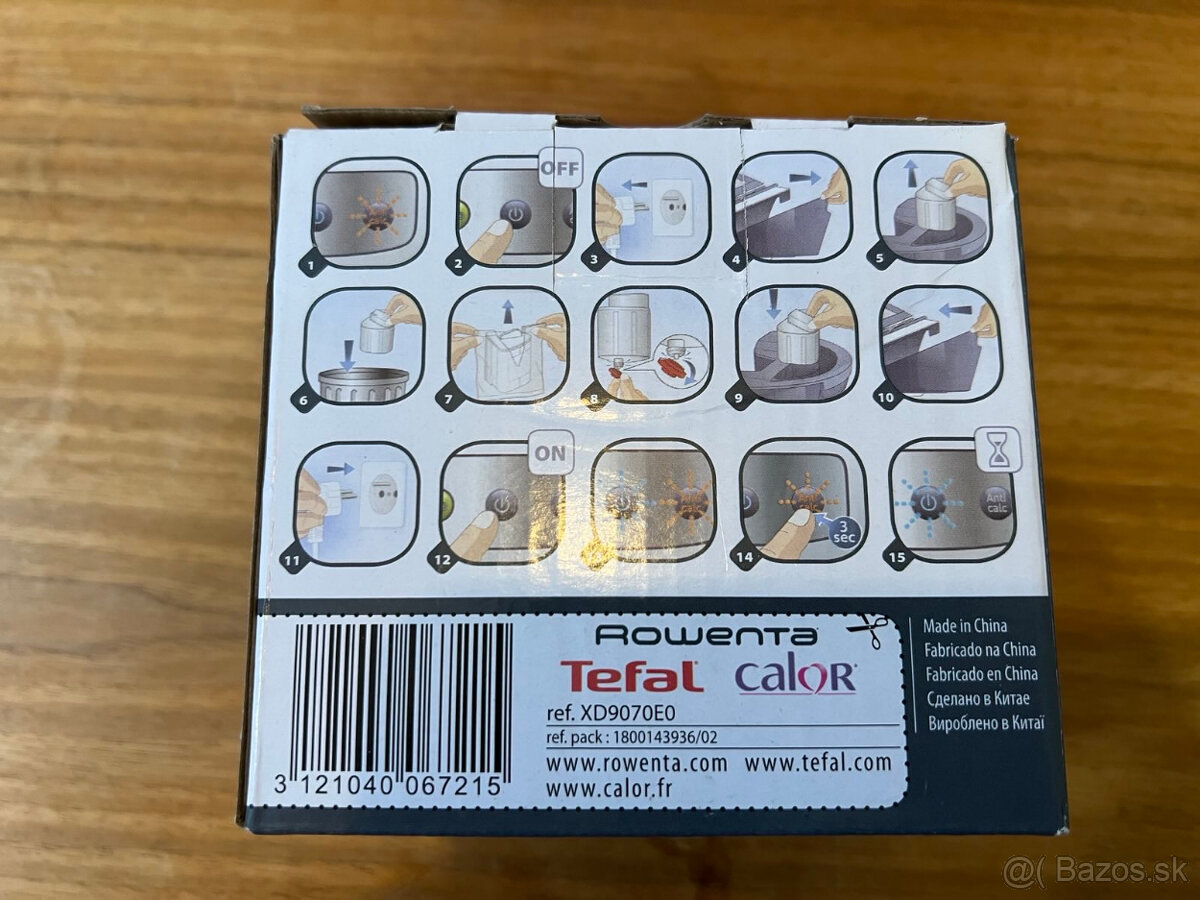 OFF
1
2
3
4
5
6
7
8
9
10
ON
Anti calc
3 sec
Anti
calc
11
12
14
15
Rowenta
Tefal calor
ref. XD9070E0
ref. pack : 1800143936/02
www.rowenta.com www.tefal.com
www.calor.fr
3 121040 067215
Made in China
Fabricado na China
Fabricado en China
Сделано в Китае
Вироблено в Китаї
@( Bazos.sk